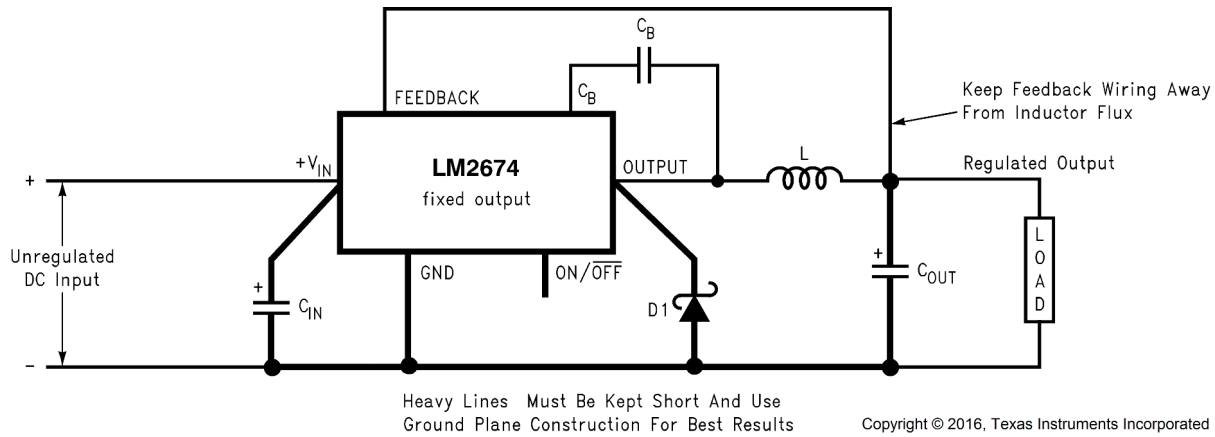 C_B
FEEDBACK
C_B
Keep Feedback Wiring Away
From Inductor Flux
+V_IN
LM2674
fixed output
OUTPUT
L
Regulated Output
+
Unregulated
DC Input
-
GND
ON/O̅F̅F̅
+
C_IN
D1
+
C_OUT
LOAD
Heavy Lines Must Be Kept Short And Use
Ground Plane Construction For Best Results
Copyright © 2016, Texas Instruments Incorporated